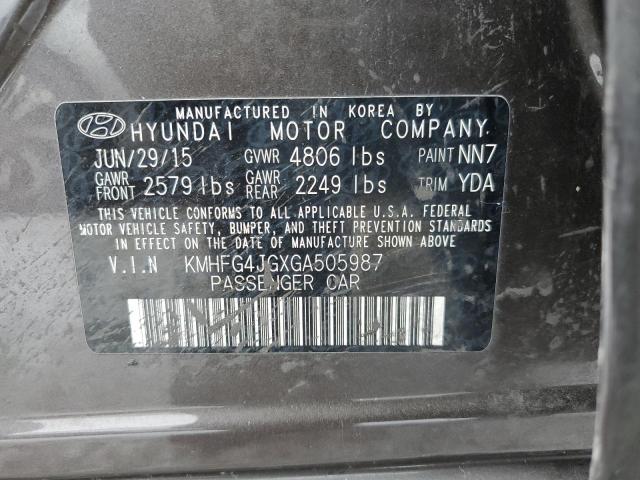 MANUFACTURED IN KOREA BY
HYUNDAI MOTOR COMPANY
JUN/29/15 GVWR 4806 lbs PAINT NN7
GAWR FRONT 2579 lbs GAWR REAR 2249 lbs TRIM YDA
THIS VEHICLE CONFORMS TO ALL APPLICABLE U.S.A. FEDERAL
MOTOR VEHICLE SAFETY, BUMPER, AND THEFT PREVENTION STANDARDS
IN EFFECT ON THE DATE OF MANUFACTURE SHOWN ABOVE
V.I.N KMHFG4JGXGA505987
PASSENGER CAR